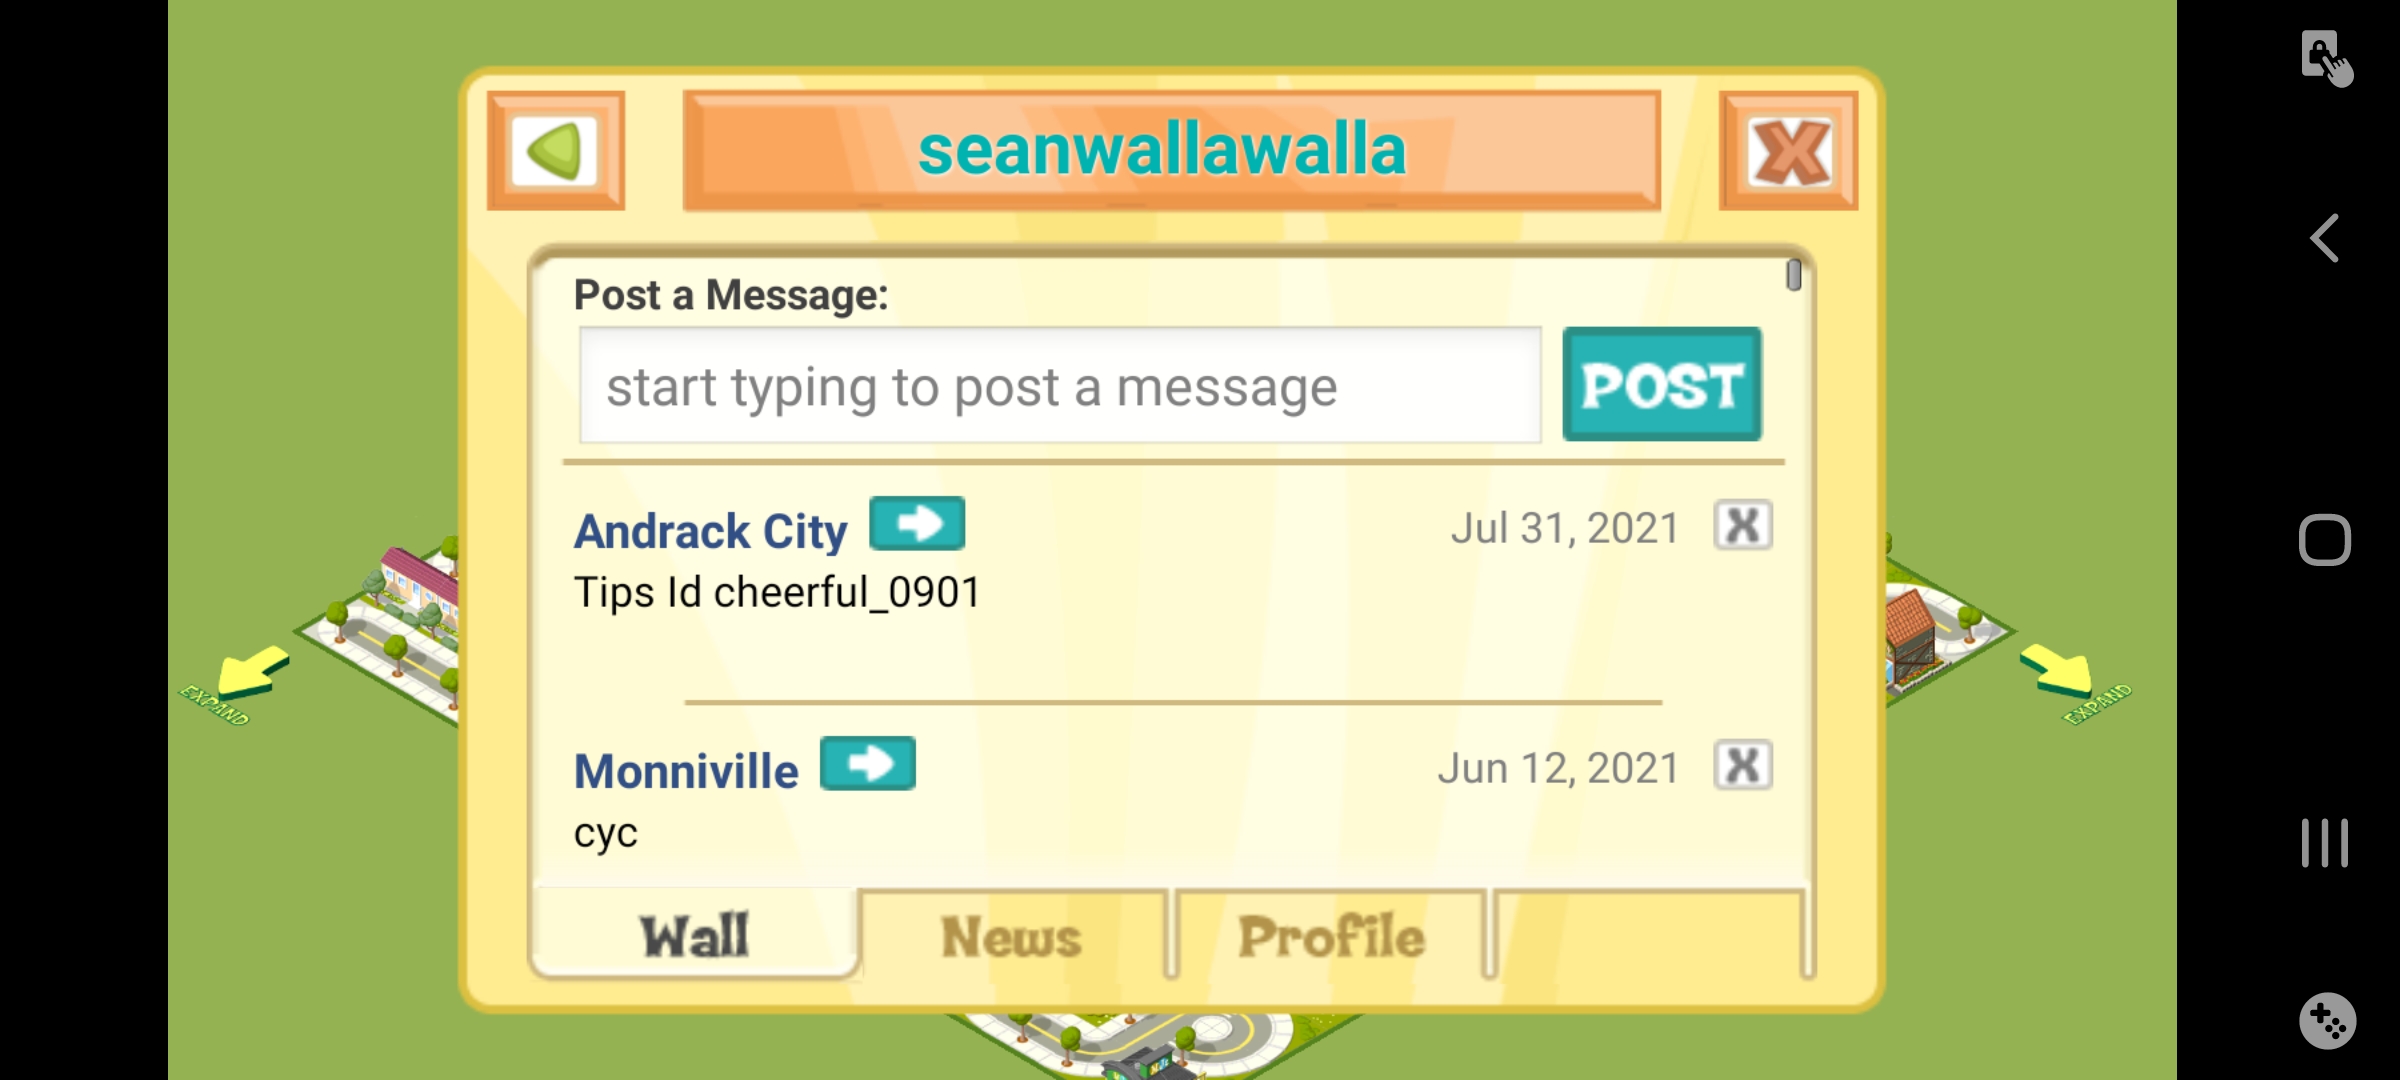 seanwallawalla
Post a Message:
start typing to post a message
POST
Andrack City
Jul 31, 2021
X
Tips Id cheerful_0901
Monniville
Jun 12, 2021
X
cyc
EXPAND
EXPAND
Wall
News
Profile